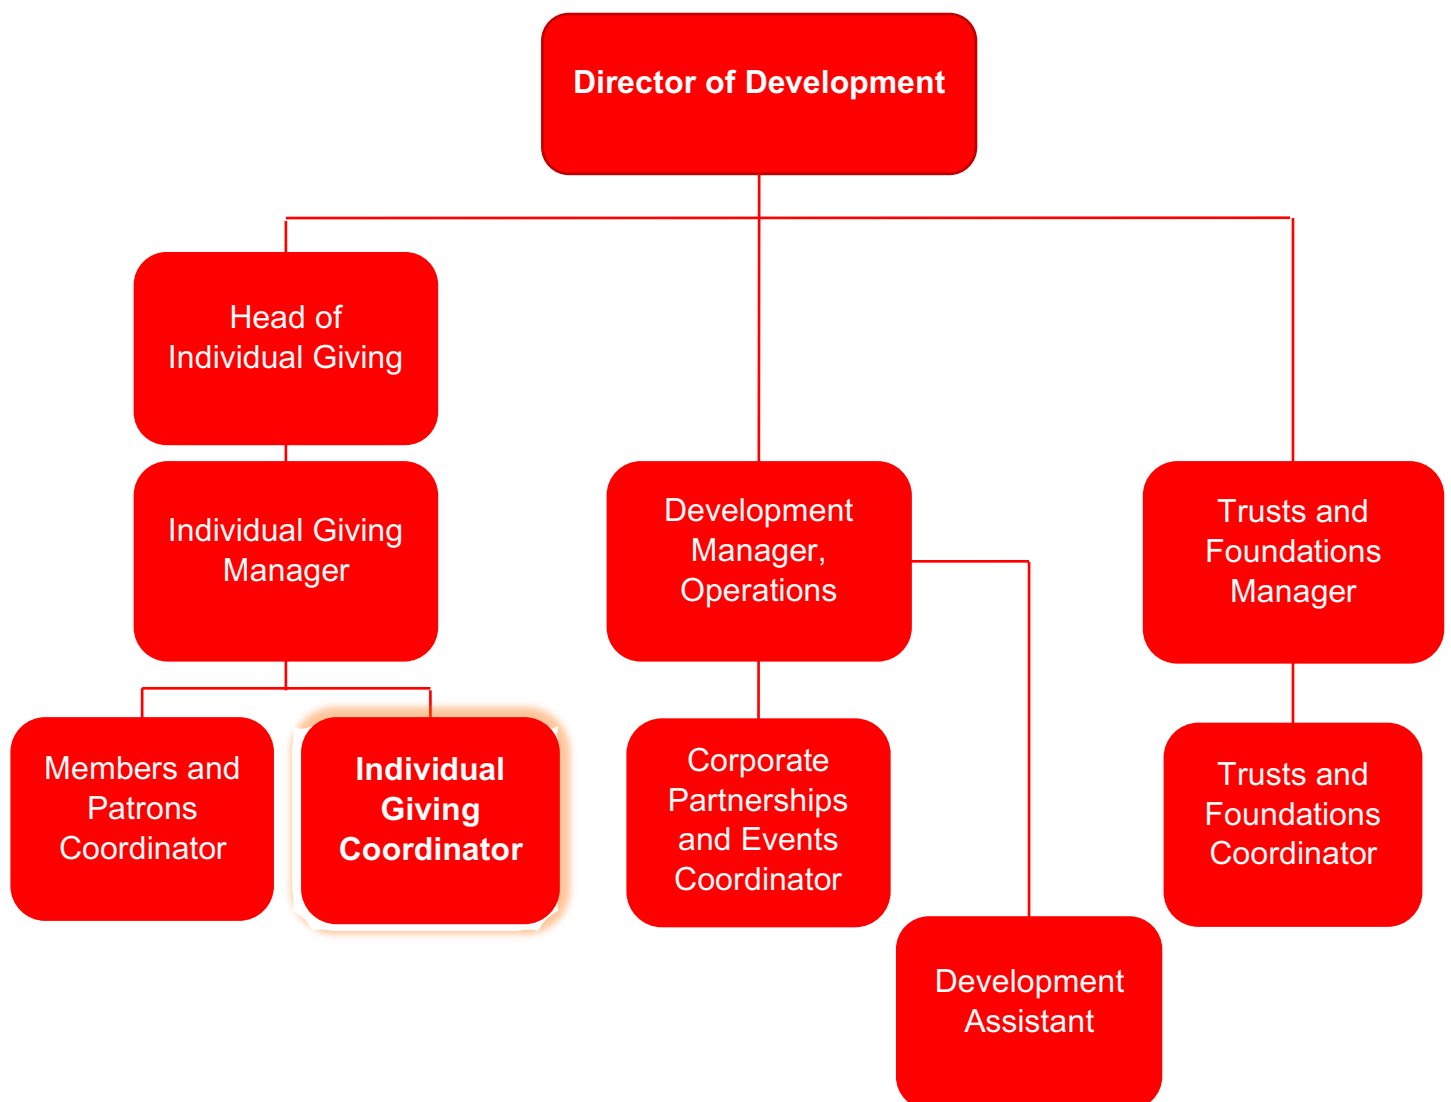 Director of Development
Head of
Individual Giving
Individual Giving
Manager
Development
Manager,
Operations
Trusts and
Foundations
Manager
Members and
Patrons
Coordinator
Individual
Giving
Coordinator
Corporate
Partnerships
and Events
Coordinator
Trusts and
Foundations
Coordinator
Development
Assistant